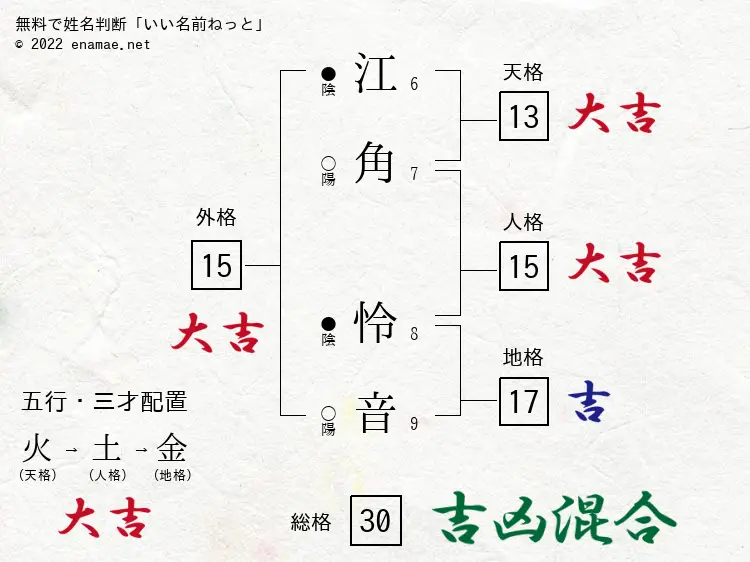 無料で姓名判断「いい名前ねっと」
© 2022 enamae.net
●陰 江 6
○陽 角 7
●陰 怜 8
○陽 音 9
天格
13 大吉
人格
15 大吉
地格
17 吉
外格
15
大吉
五行・三才配置
火 → 土 → 金
(天格) (人格) (地格)
大吉
総格 30 吉凶混合